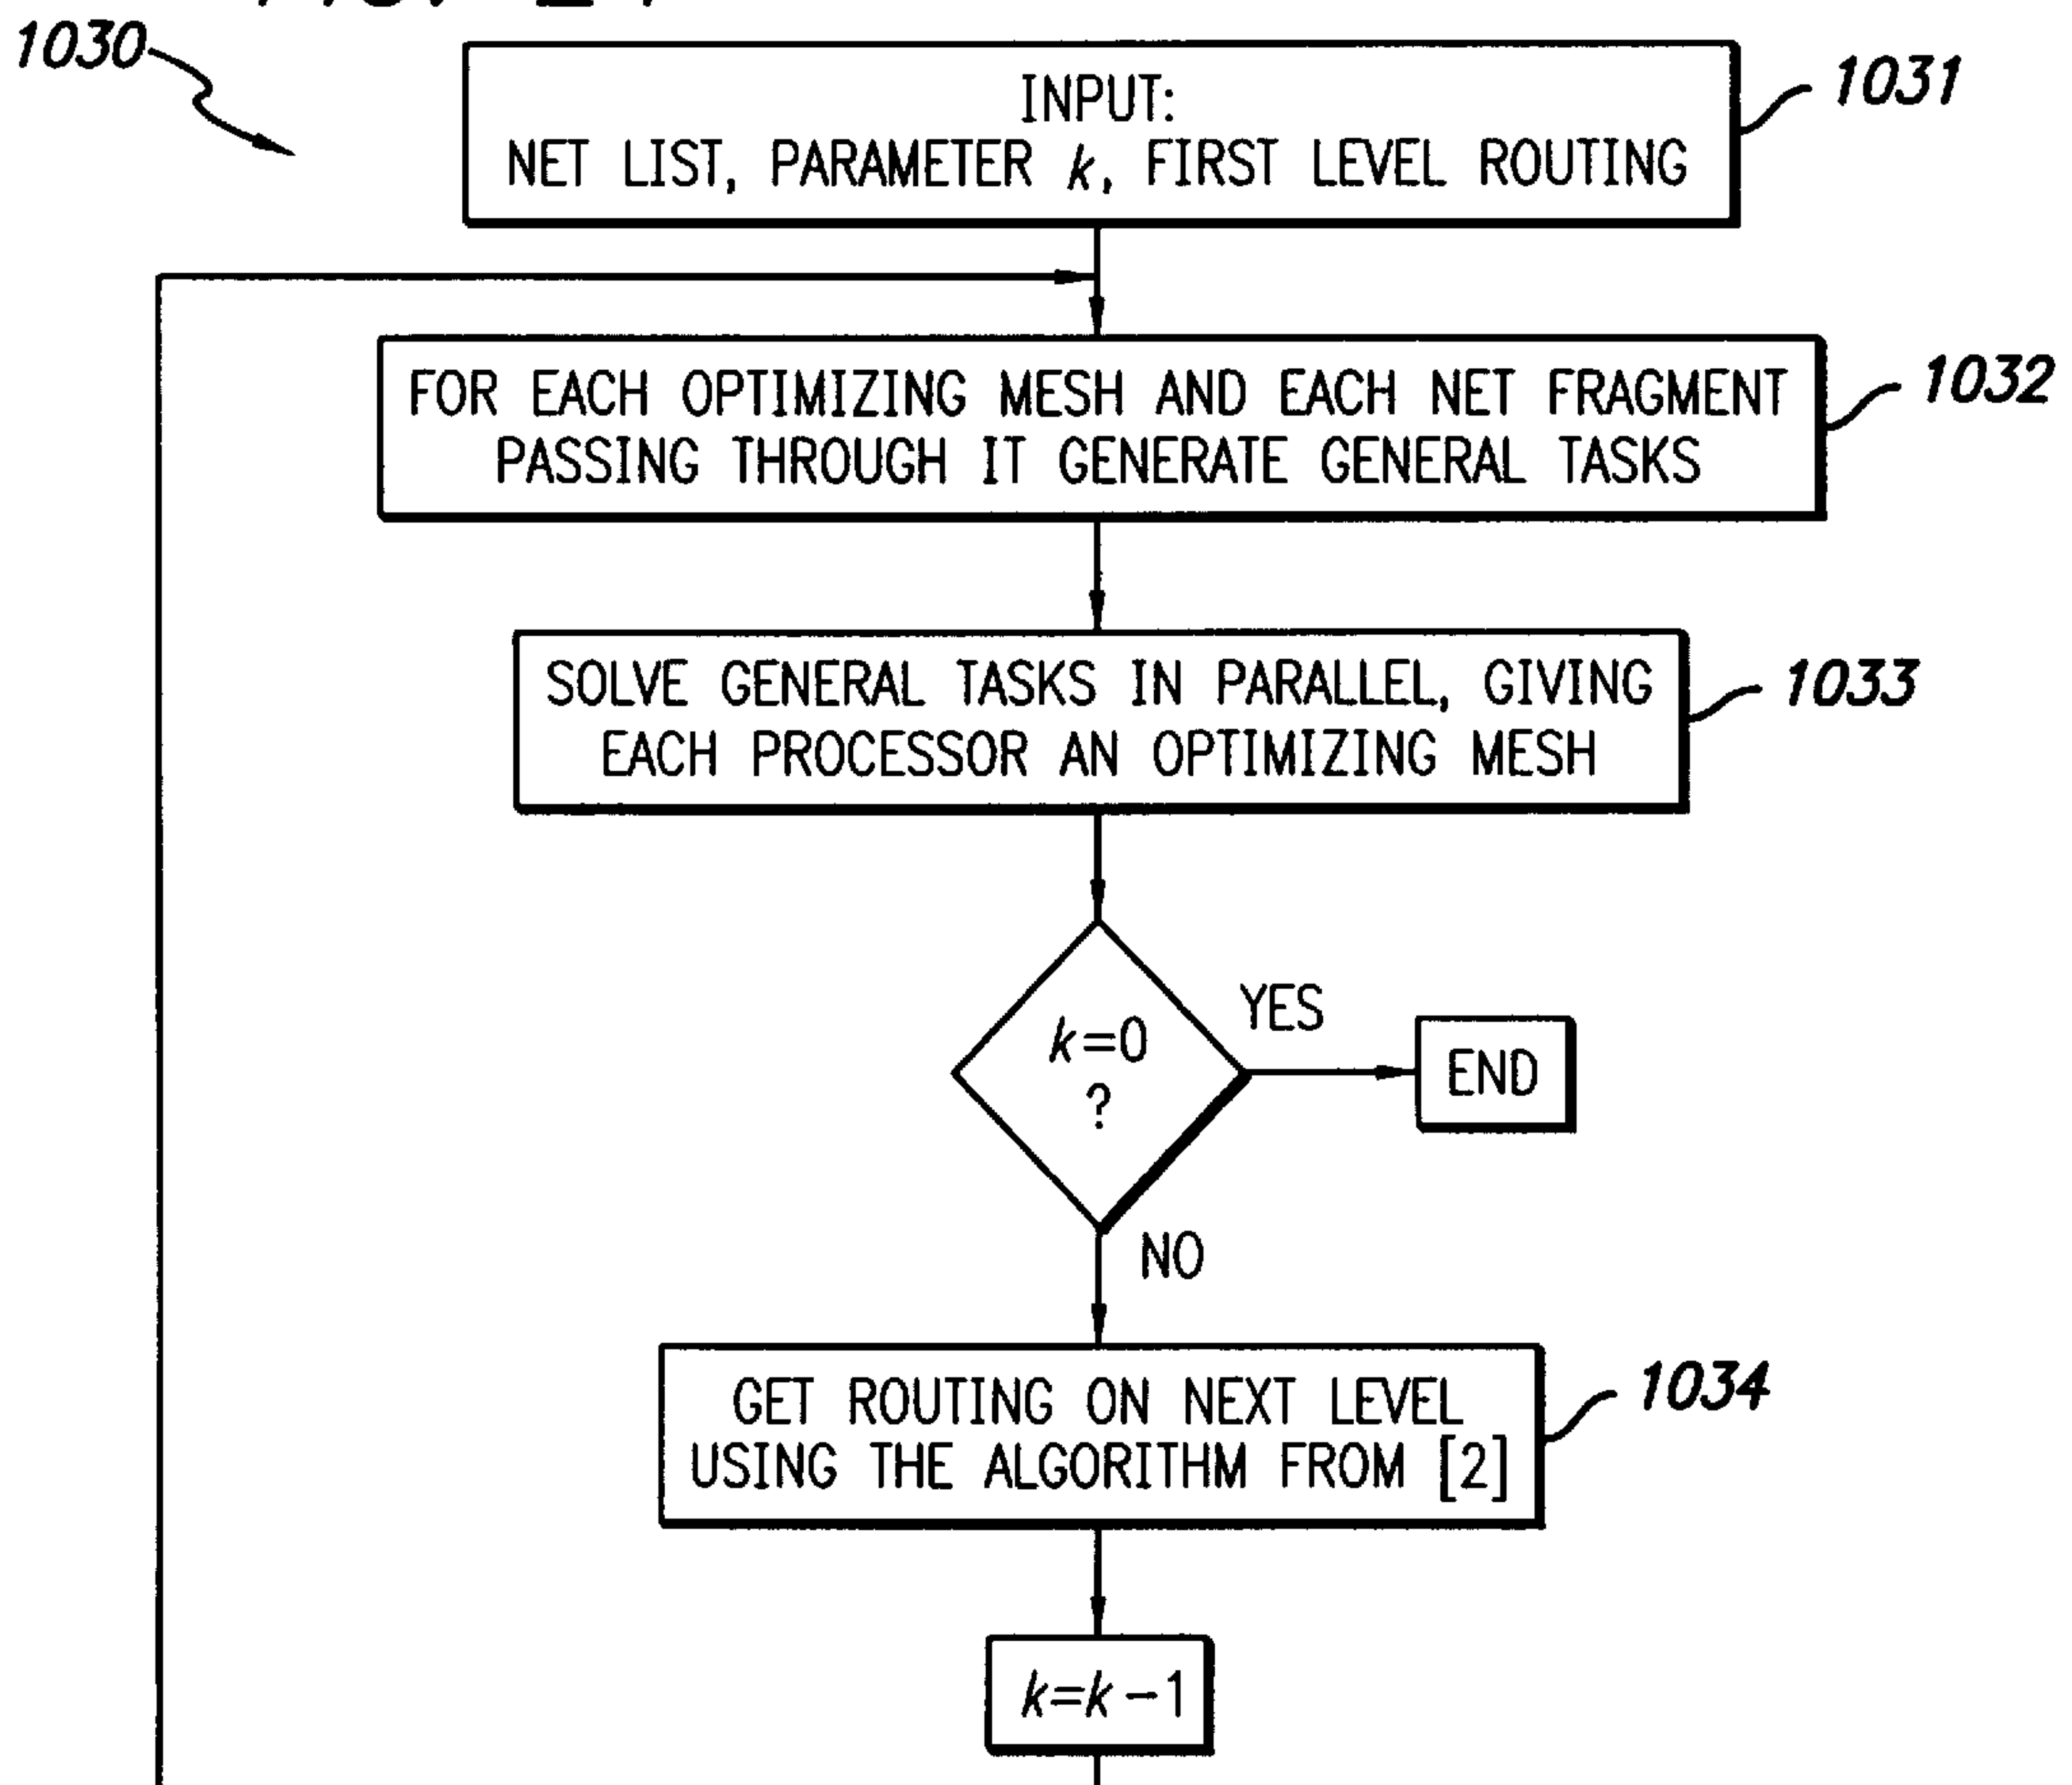 1030
INPUT:
NET LIST, PARAMETER k, FIRST LEVEL ROUTING
1031
FOR EACH OPTIMIZING MESH AND EACH NET FRAGMENT
PASSING THROUGH IT GENERATE GENERAL TASKS
1032
SOLVE GENERAL TASKS IN PARALLEL, GIVING
EACH PROCESSOR AN OPTIMIZING MESH
1033
k=0
?
YES
END
NO
GET ROUTING ON NEXT LEVEL
USING THE ALGORITHM FROM [2]
1034
k=k-1